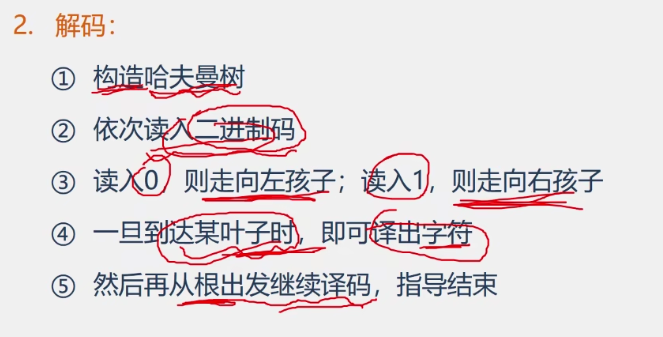 2. 解码：
① 构造哈夫曼树
② 依次读入二进制码
③ 读入0，则走向左孩子；读入1，则走向右孩子
④ 一旦到达某叶子时，即可译出字符
⑤ 然后再从根出发继续译码，指导结束